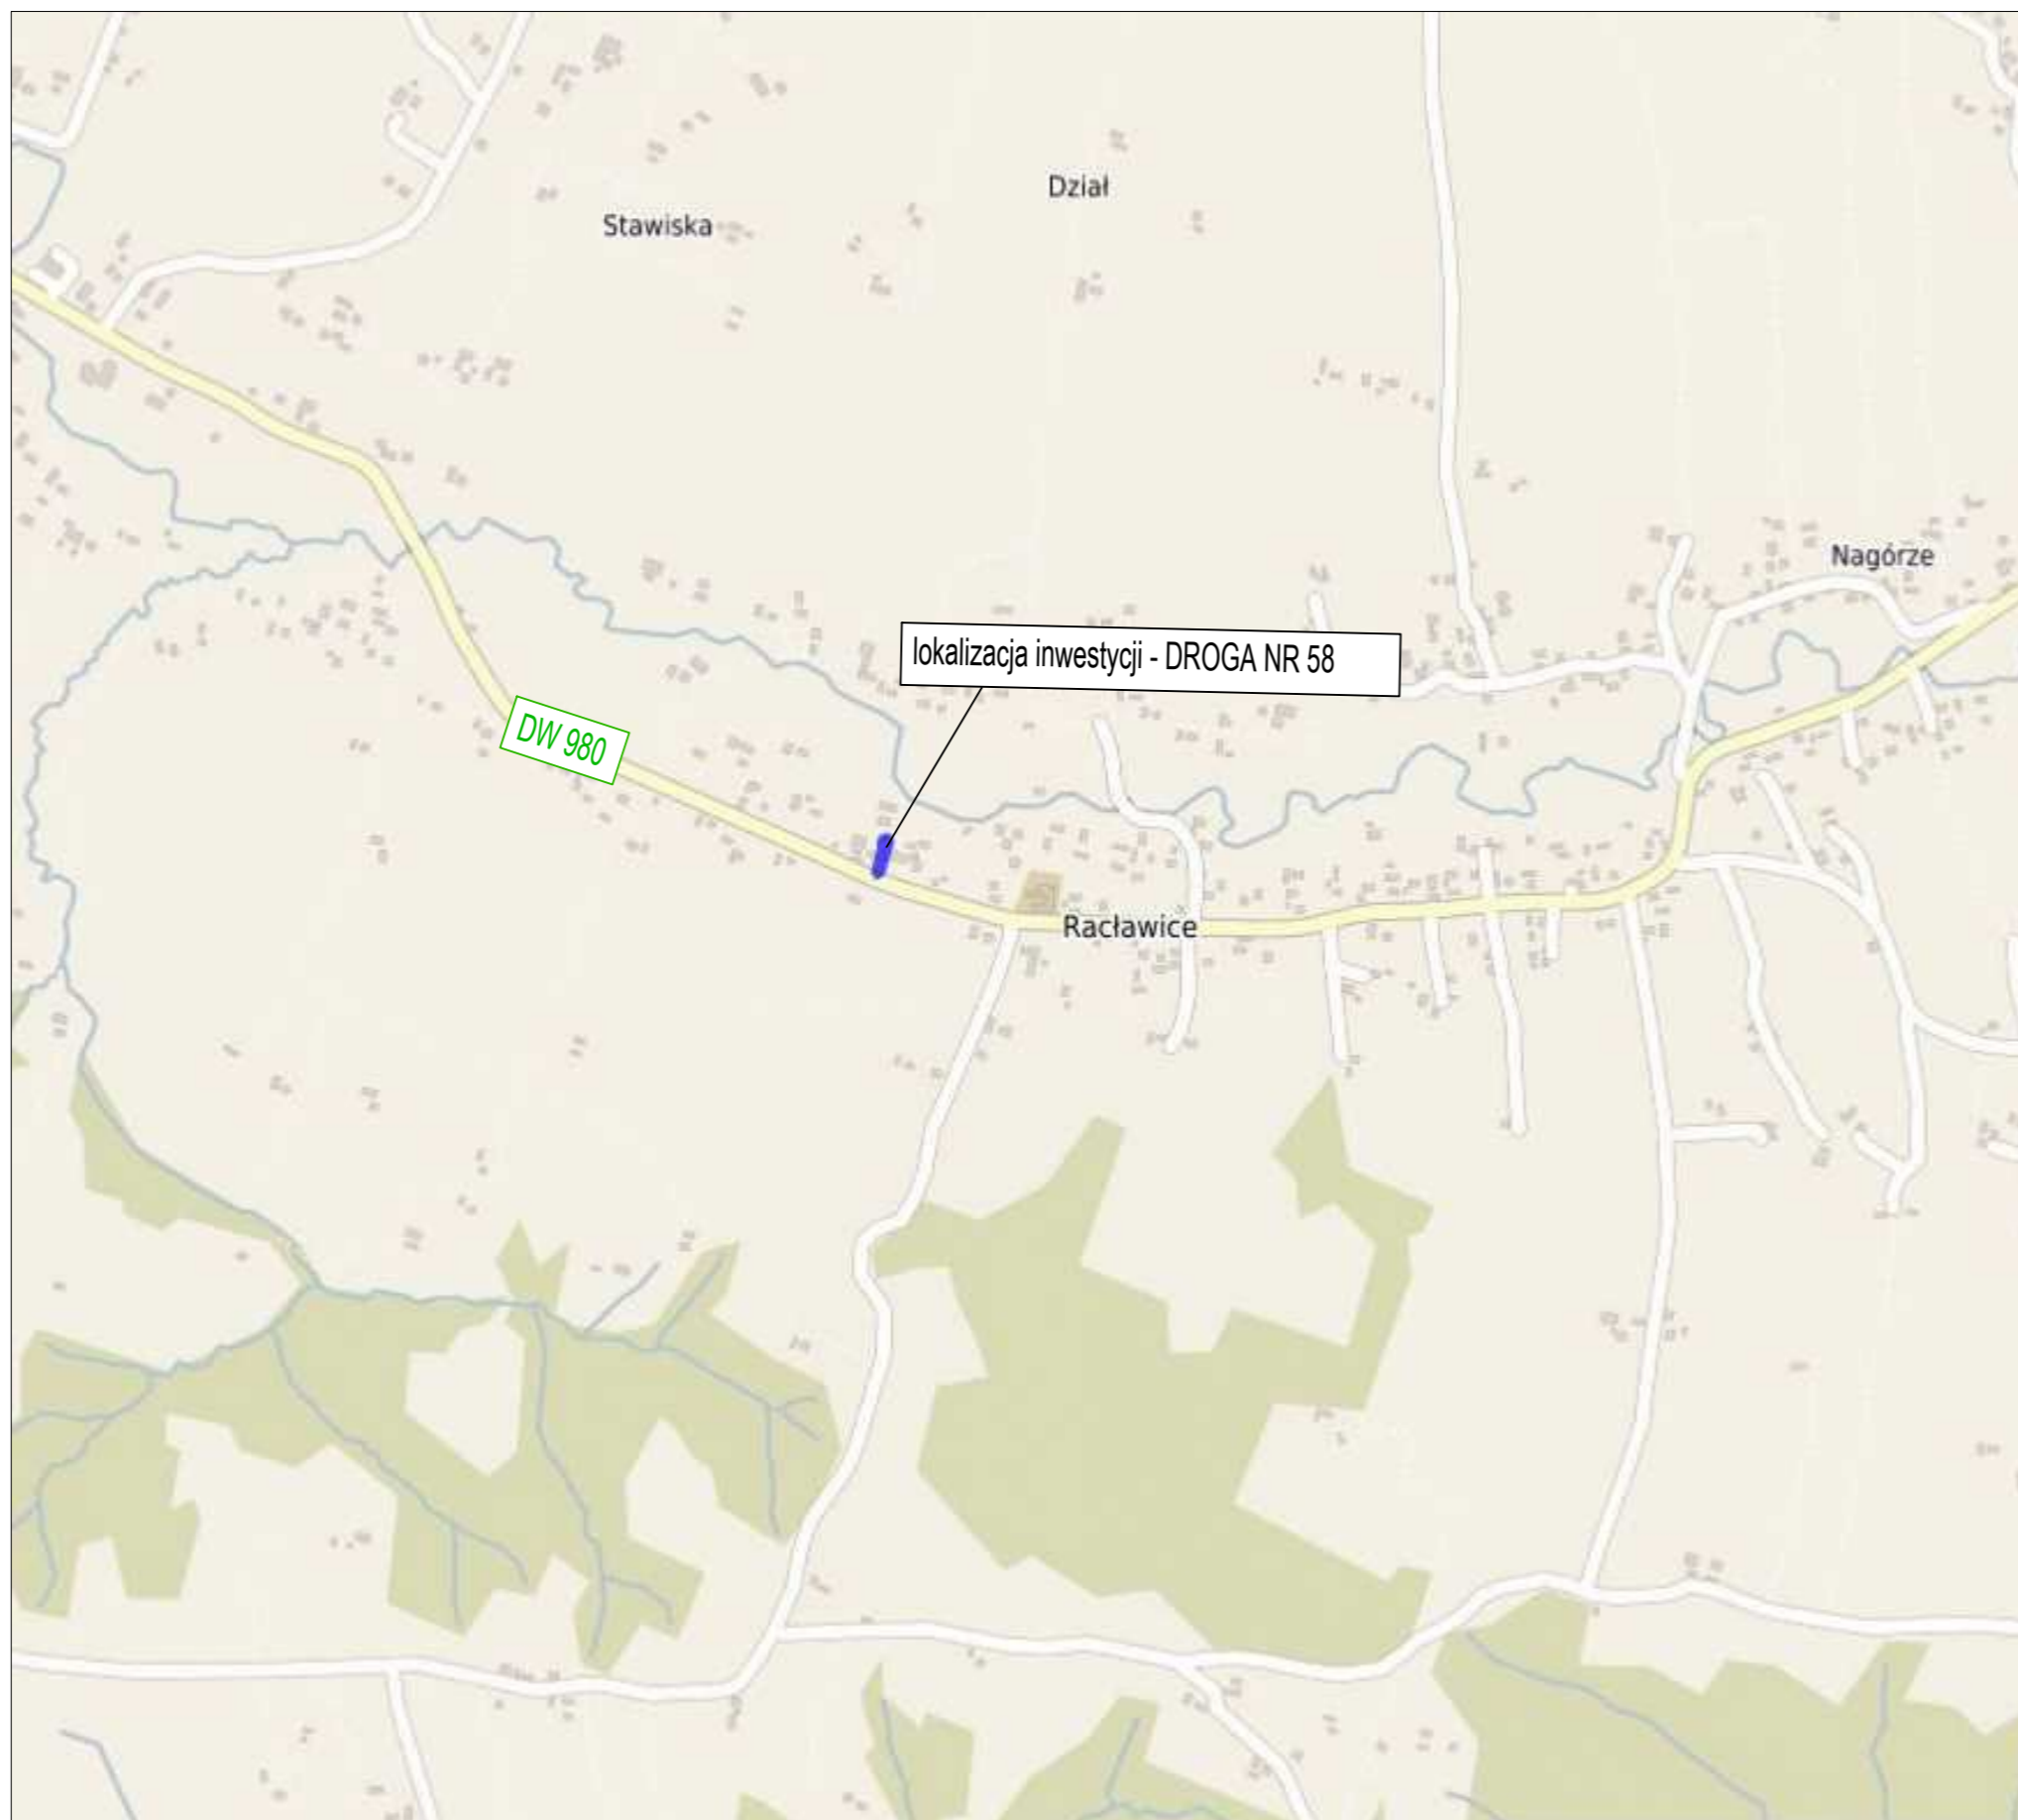 Dział
Stawiska
Nagórze
lokalizacja inwestycji - DROGA NR 58
DW 980
Racławice